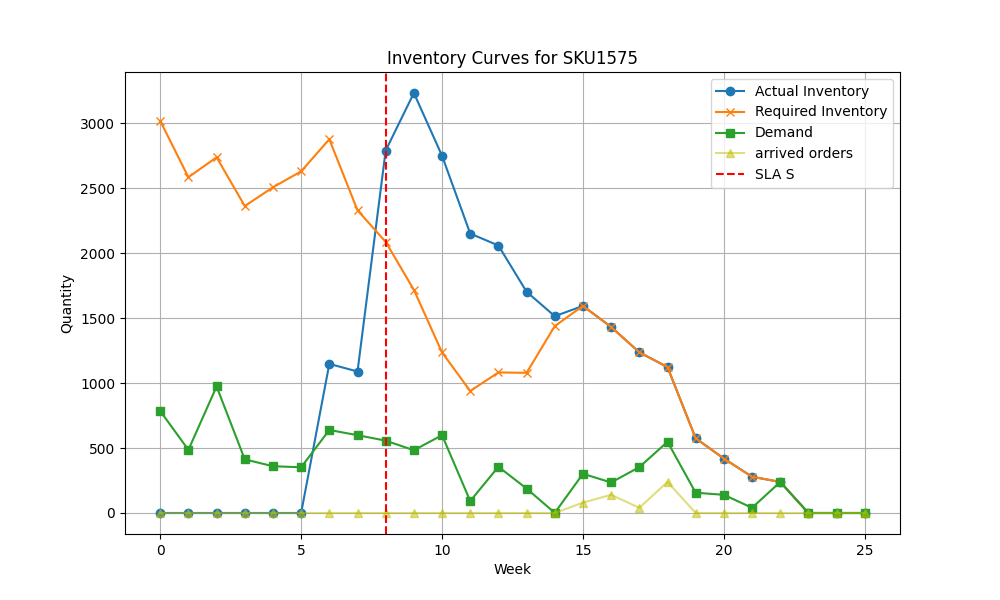 Inventory Curves for SKU1575
Actual Inventory
Required Inventory
Demand
arrived orders
SLA S
Quantity
3000
2500
2000
1500
1000
500
0
0 5 10 15 20 25
Week